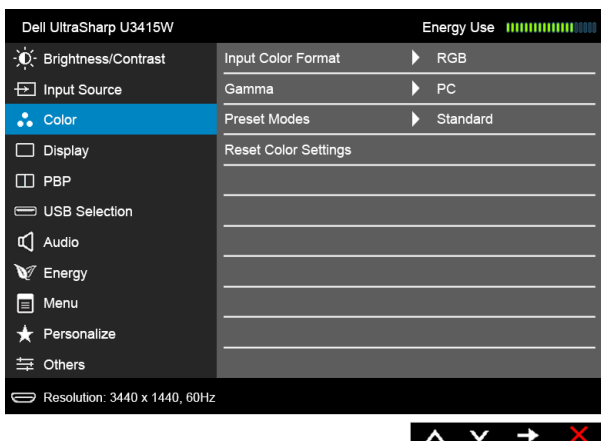 Dell UltraSharp U3415W Energy Use
Brightness/Contrast Input Color Format RGB
Input Source Gamma PC
Color Preset Modes Standard
Display Reset Color Settings
PBP
USB Selection
Audio
Energy
Menu
Personalize
Others
Resolution: 3440 x 1440, 60Hz